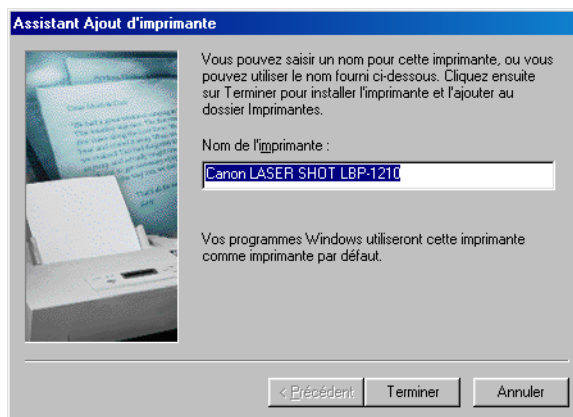 Assistant Ajout d'imprimante
Vous pouvez saisir un nom pour cette imprimante, ou vous
pouvez utiliser le nom fourni ci-dessous. Cliquez ensuite
sur Terminer pour installer l'imprimante et l'ajouter au
dossier Imprimantes.
Nom de l'imprimante :
Canon LASER SHOT LBP-1210
Vos programmes Windows utiliseront cette imprimante
comme imprimante par défaut.
< Précédent
Terminer
Annuler